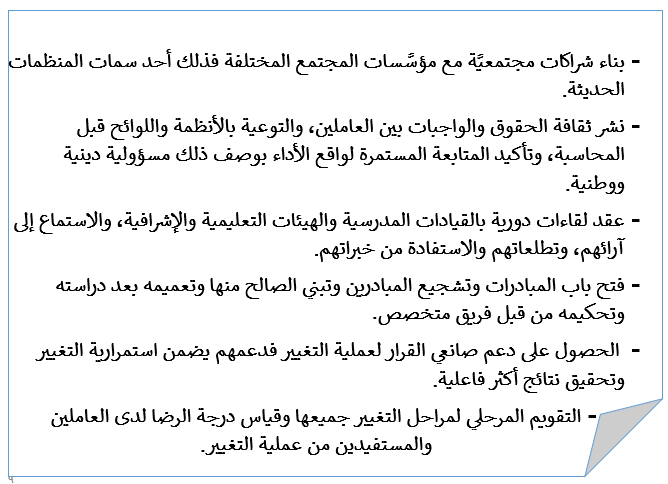 - بناء شراكات مجتمعيَّة مع مؤسَّسات المجتمع المختلفة فذلك أحد سمات المنظمات
الحديثة.
- نشر ثقافة الحقوق والواجبات بين العاملين، والتوعية بالأنظمة واللوائح قبل
المحاسبة، وتأكيد المتابعة المستمرة لواقع الأداء بوصف ذلك مسؤولية دينية
ووطنية.
- عقد لقاءات دورية بالقيادات المدرسية والهيئات التعليمية والإشرافية، والاستماع إلى
آرائهم، وتطلعاتهم والاستفادة من خبراتهم.
- فتح باب المبادرات وتشجيع المبادرين وتبني الصالح منها وتعميمه بعد دراسته
وتحكيمه من قبل فريق متخصص.
- الحصول على دعم صانعي القرار لعملية التغيير فدعمهم يضمن استمرارية التغيير
وتحقيق نتائج أكثر فاعلية.
- التقويم المرحلي لمراحل التغيير جميعها وقياس درجة الرضا لدى العاملين
والمستفيدين من عملية التغيير.